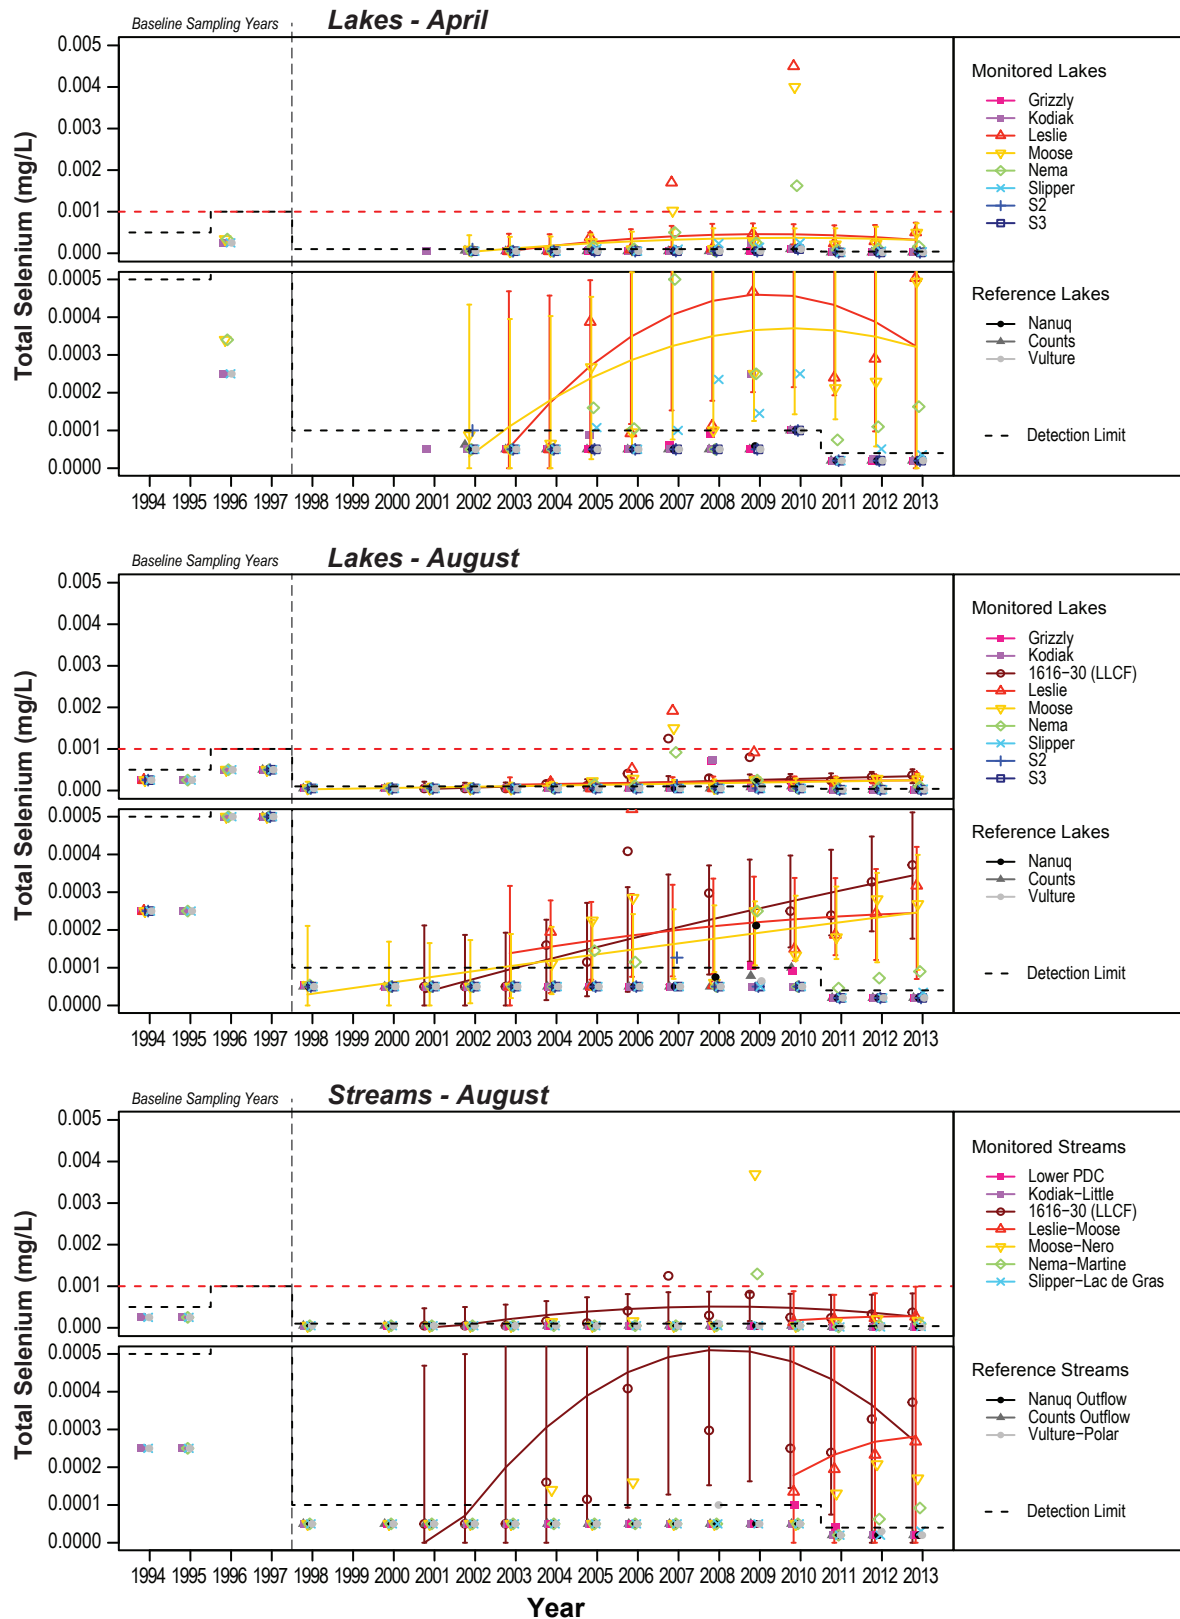 Baseline Sampling Years
Lakes - April
Total Selenium (mg/L)
0.005
0.004
0.003
0.002
0.001
0.000
Total Selenium (mg/L)
0.0005
0.0004
0.0003
0.0002
0.0001
0.0000
1994 1995 1996 1997 1998 1999 2000 2001 2002 2003 2004 2005 2006 2007 2008 2009 2010 2011 2012 2013
Monitored Lakes
Grizzly
Kodiak
Leslie
Moose
Nema
Slipper
S2
S3
Reference Lakes
Nanuq
Counts
Vulture
Detection Limit
Baseline Sampling Years
Lakes - August
Total Selenium (mg/L)
0.005
0.004
0.003
0.002
0.001
0.000
Total Selenium (mg/L)
0.0005
0.0004
0.0003
0.0002
0.0001
0.0000
1994 1995 1996 1997 1998 1999 2000 2001 2002 2003 2004 2005 2006 2007 2008 2009 2010 2011 2012 2013
Monitored Lakes
Grizzly
Kodiak
1616−30 (LLCF)
Leslie
Moose
Nema
Slipper
S2
S3
Reference Lakes
Nanuq
Counts
Vulture
Detection Limit
Baseline Sampling Years
Streams - August
Total Selenium (mg/L)
0.005
0.004
0.003
0.002
0.001
0.000
Total Selenium (mg/L)
0.0005
0.0004
0.0003
0.0002
0.0001
0.0000
1994 1995 1996 1997 1998 1999 2000 2001 2002 2003 2004 2005 2006 2007 2008 2009 2010 2011 2012 2013
Year
Monitored Streams
Lower PDC
Kodiak−Little
1616−30 (LLCF)
Leslie−Moose
Moose−Nero
Nema−Martine
Slipper−Lac de Gras
Reference Streams
Nanuq Outflow
Counts Outflow
Vulture−Polar
Detection Limit